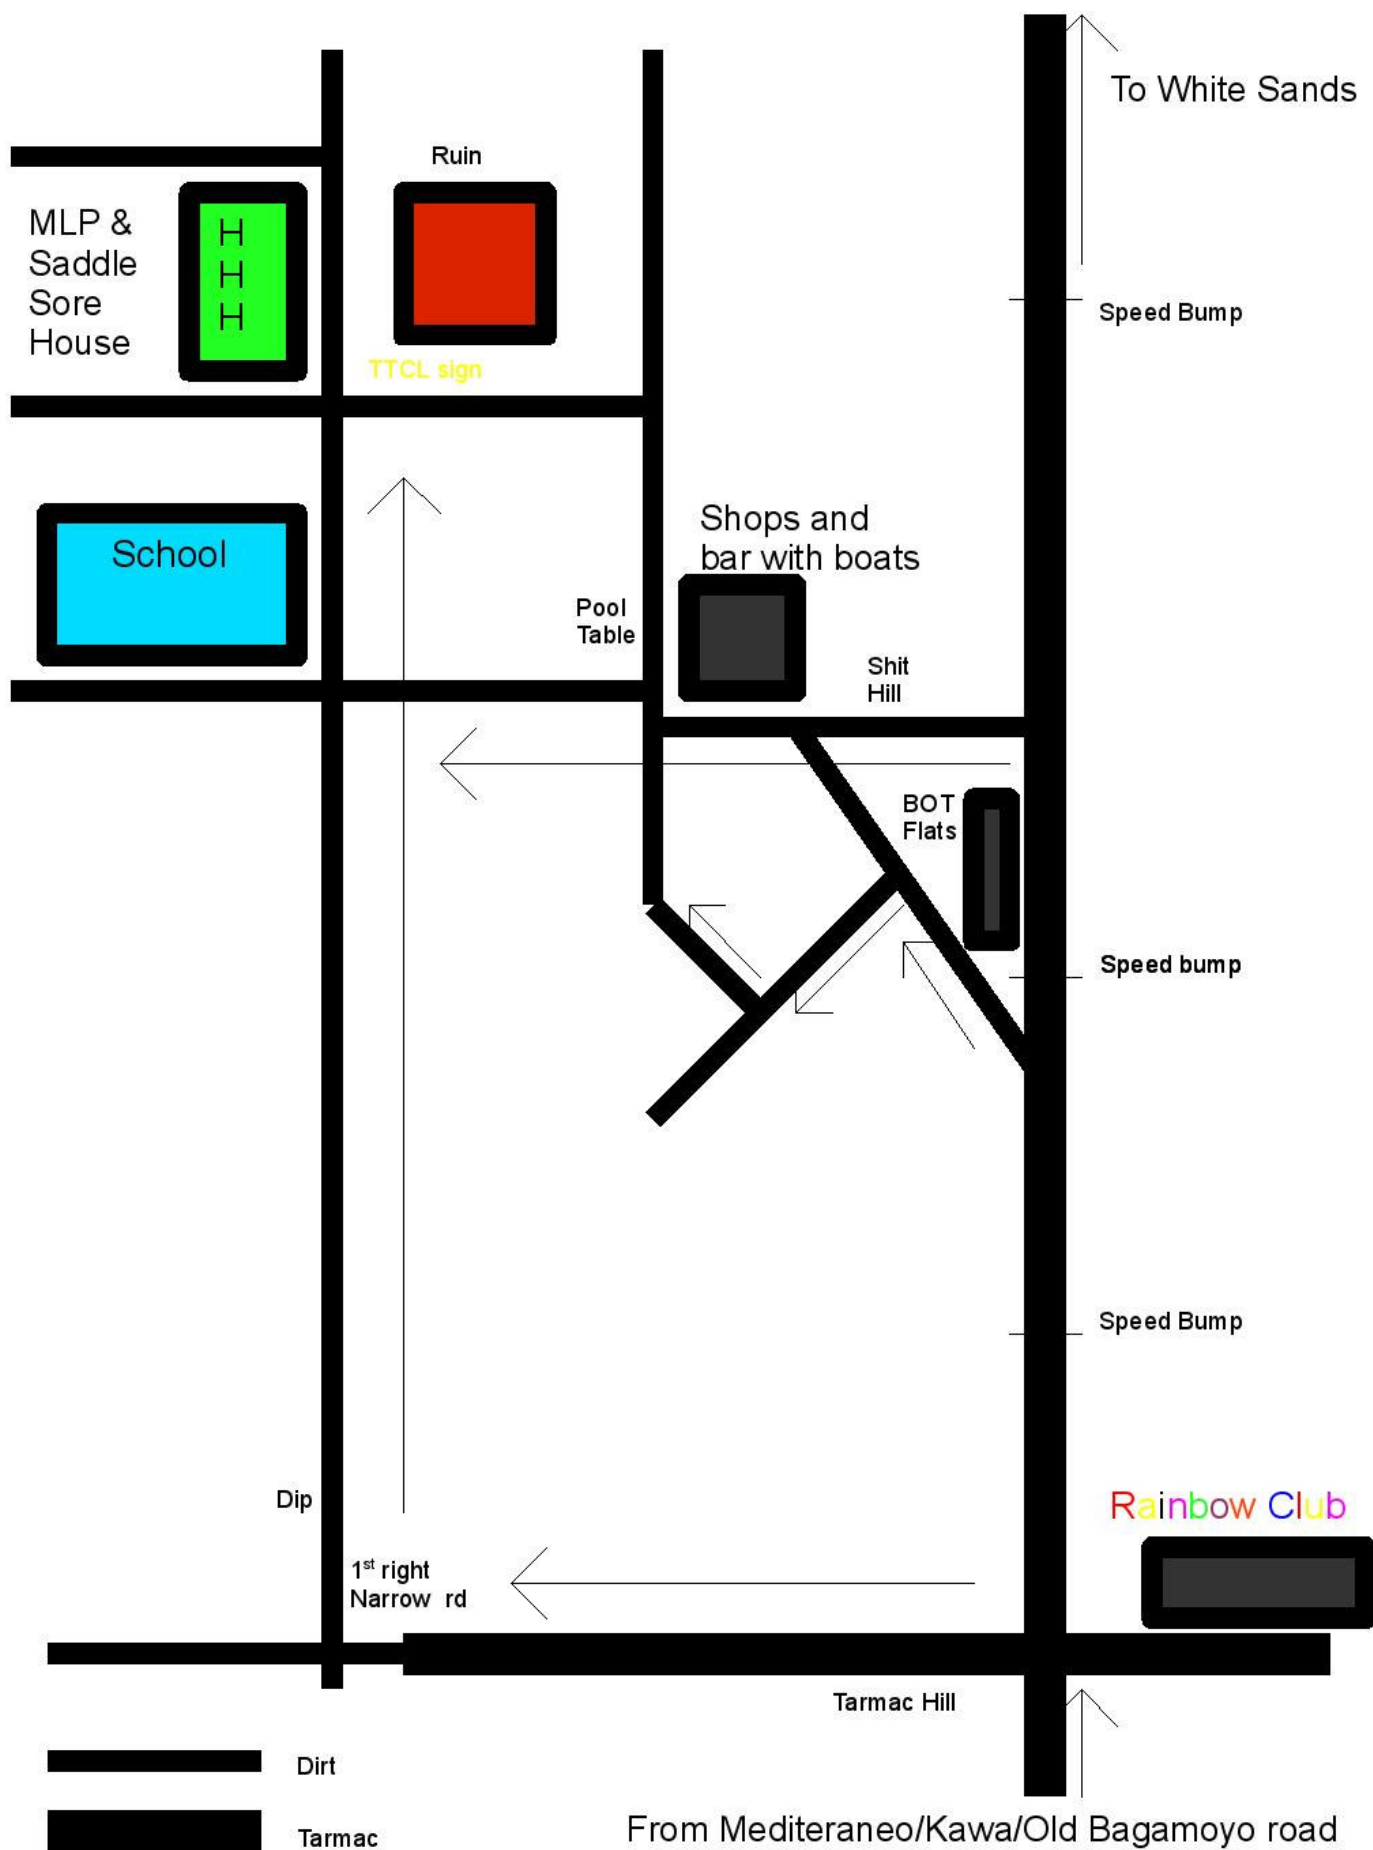 To White Sands
Ruin
MLP &
Saddle
Sore
House
H
H
H
Speed Bump
TTCL sign
Shops and
bar with boats
School
Pool
Table
Shit
Hill
BOT
Flats
Speed bump
Speed Bump
Dip
Rainbow Club
1st right
Narrow rd
Tarmac Hill
Dirt
Tarmac
From Mediteraneo/Kawa/Old Bagamoyo road